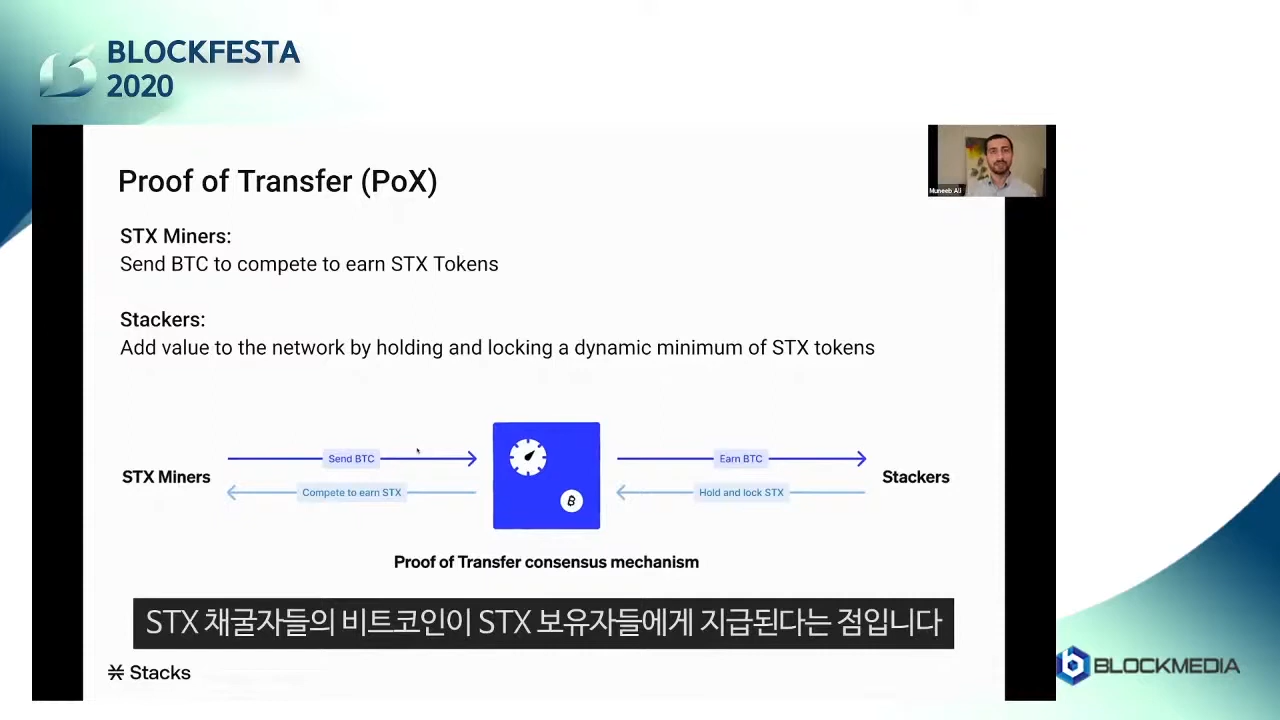 BLOCKFESTA
2020
Proof of Transfer (PoX)
Muneeb Ali
STX Miners:
Send BTC to compete to earn STX Tokens
Stackers:
Add value to the network by holding and locking a dynamic minimum of STX tokens
Send BTC
Earn BTC
STX Miners
Stackers
Compete to earn STX
Hold and lock STX
Proof of Transfer consensus mechanism
STX 채굴자들의 비트코인이 STX 보유자들에게 지급된다는 점입니다
Stacks
BLOCKMEDIA